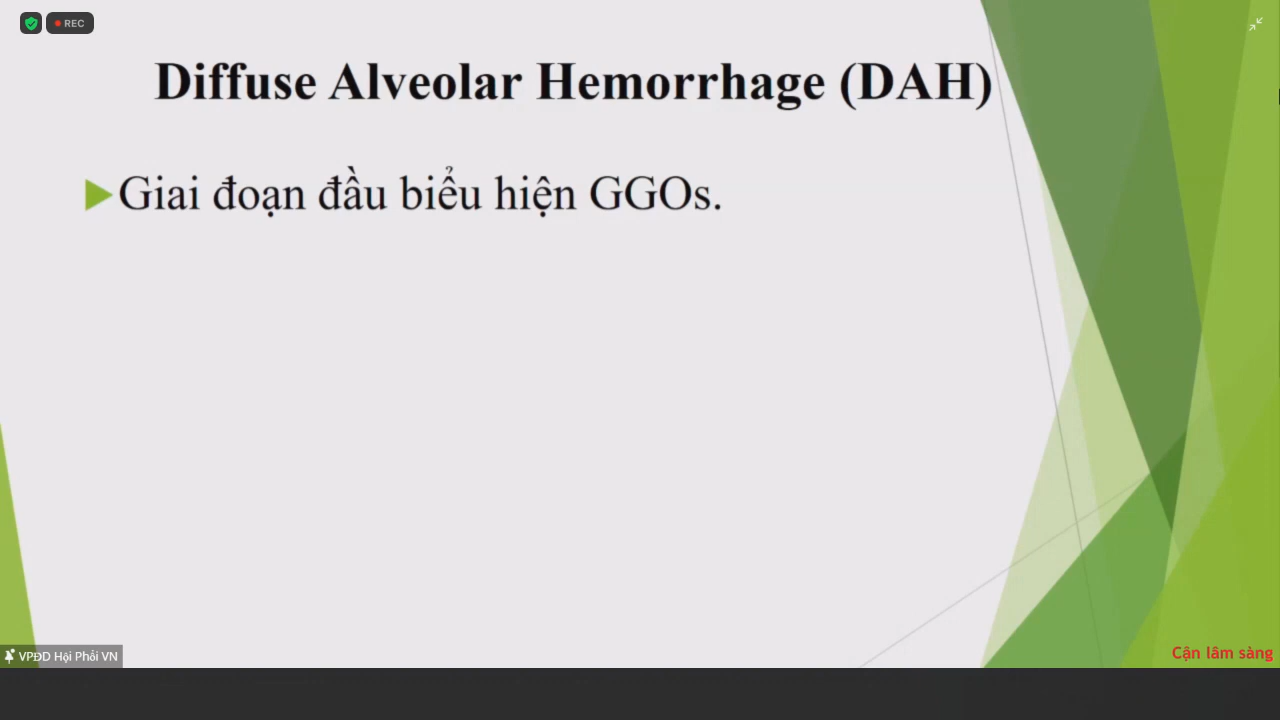 REC
Diffuse Alveolar Hemorrhage (DAH)
Giai đoạn đầu biểu hiện GGOs.
VPĐD Hội Phổi VN
Cận lâm sàng